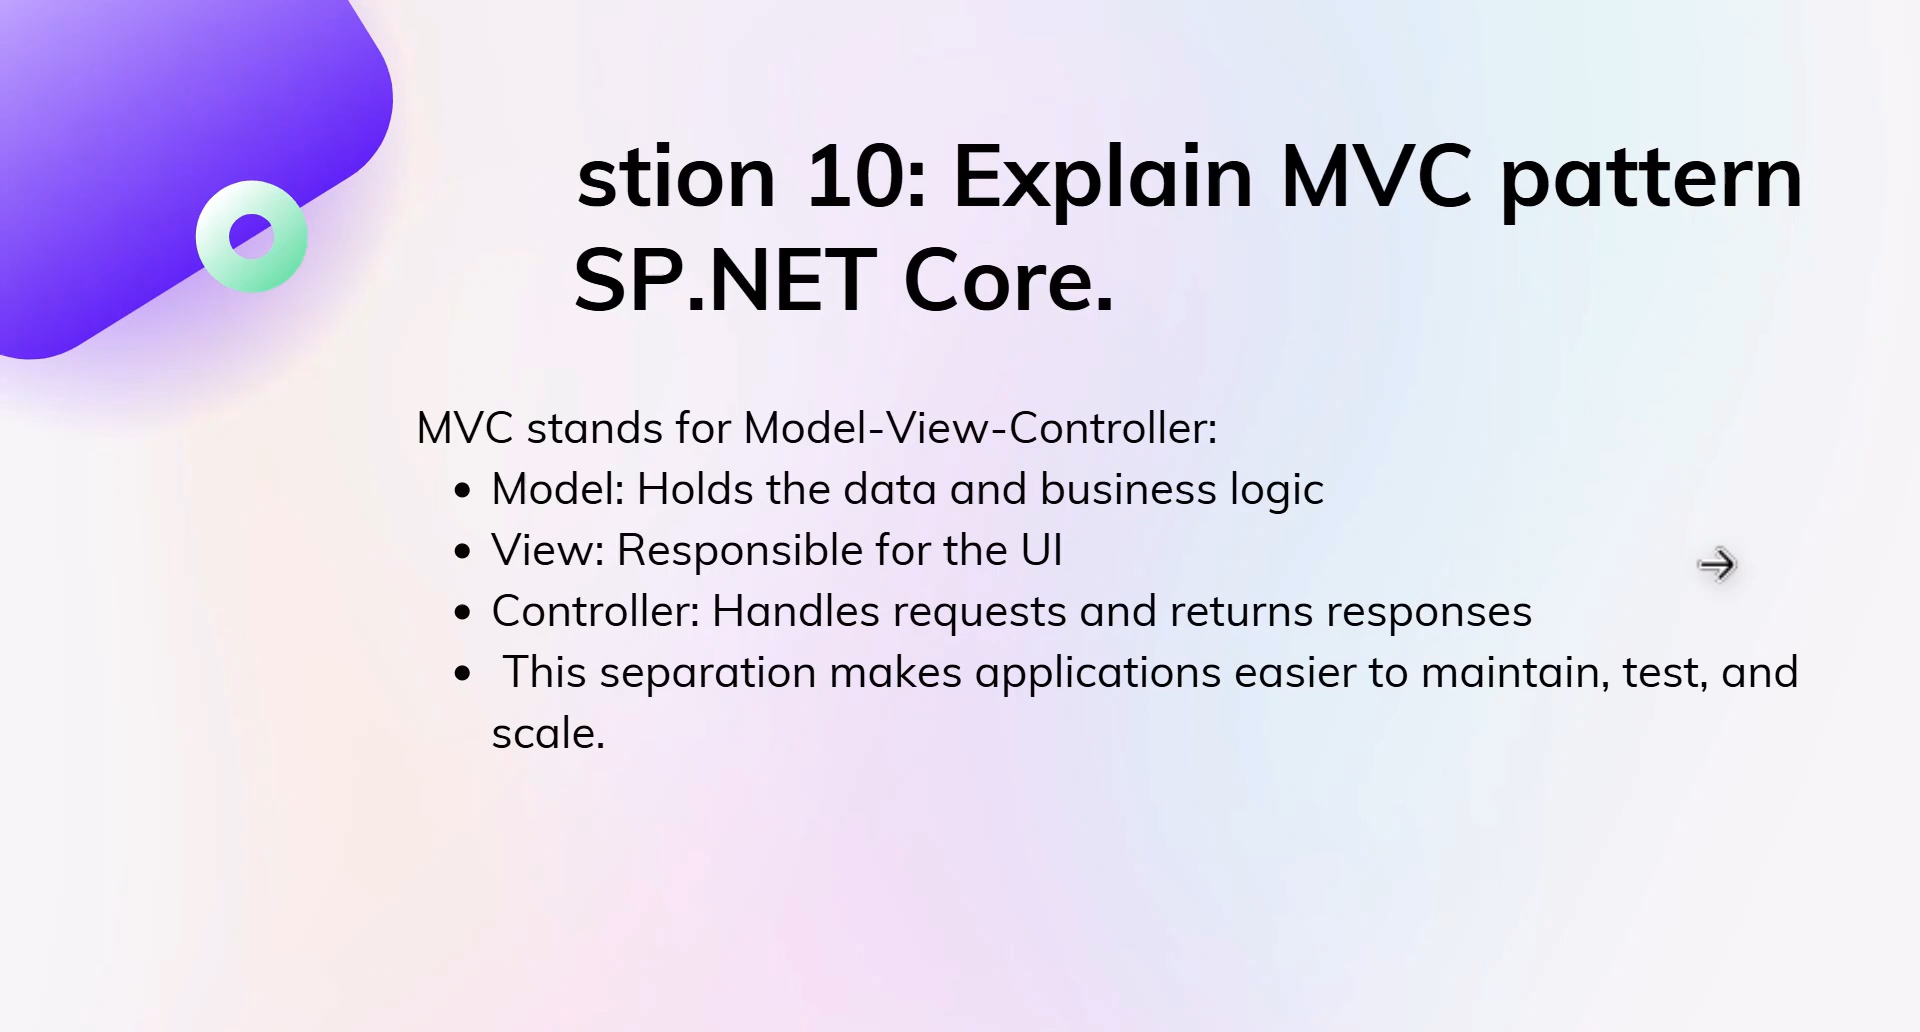 stion 10: Explain MVC pattern
SP.NET Core.
MVC stands for Model-View-Controller:
• Model: Holds the data and business logic
• View: Responsible for the UI
• Controller: Handles requests and returns responses
• This separation makes applications easier to maintain, test, and
scale.